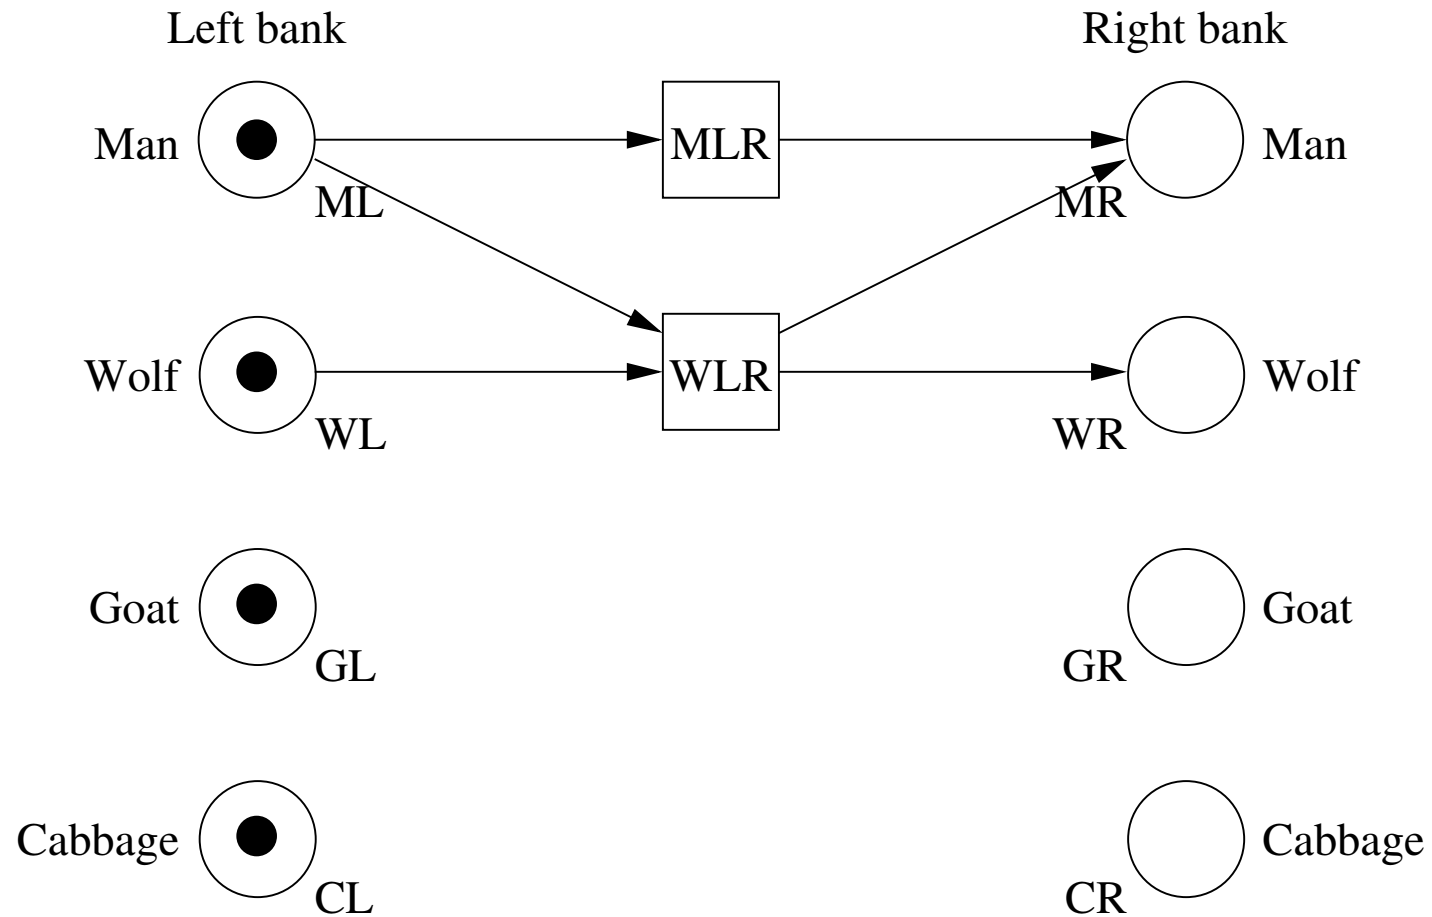 Left bank Right bank
Man MLR Man
ML MR
Wolf WLR Wolf
WL WR
Goat Goat
GL GR
Cabbage Cabbage
CL CR